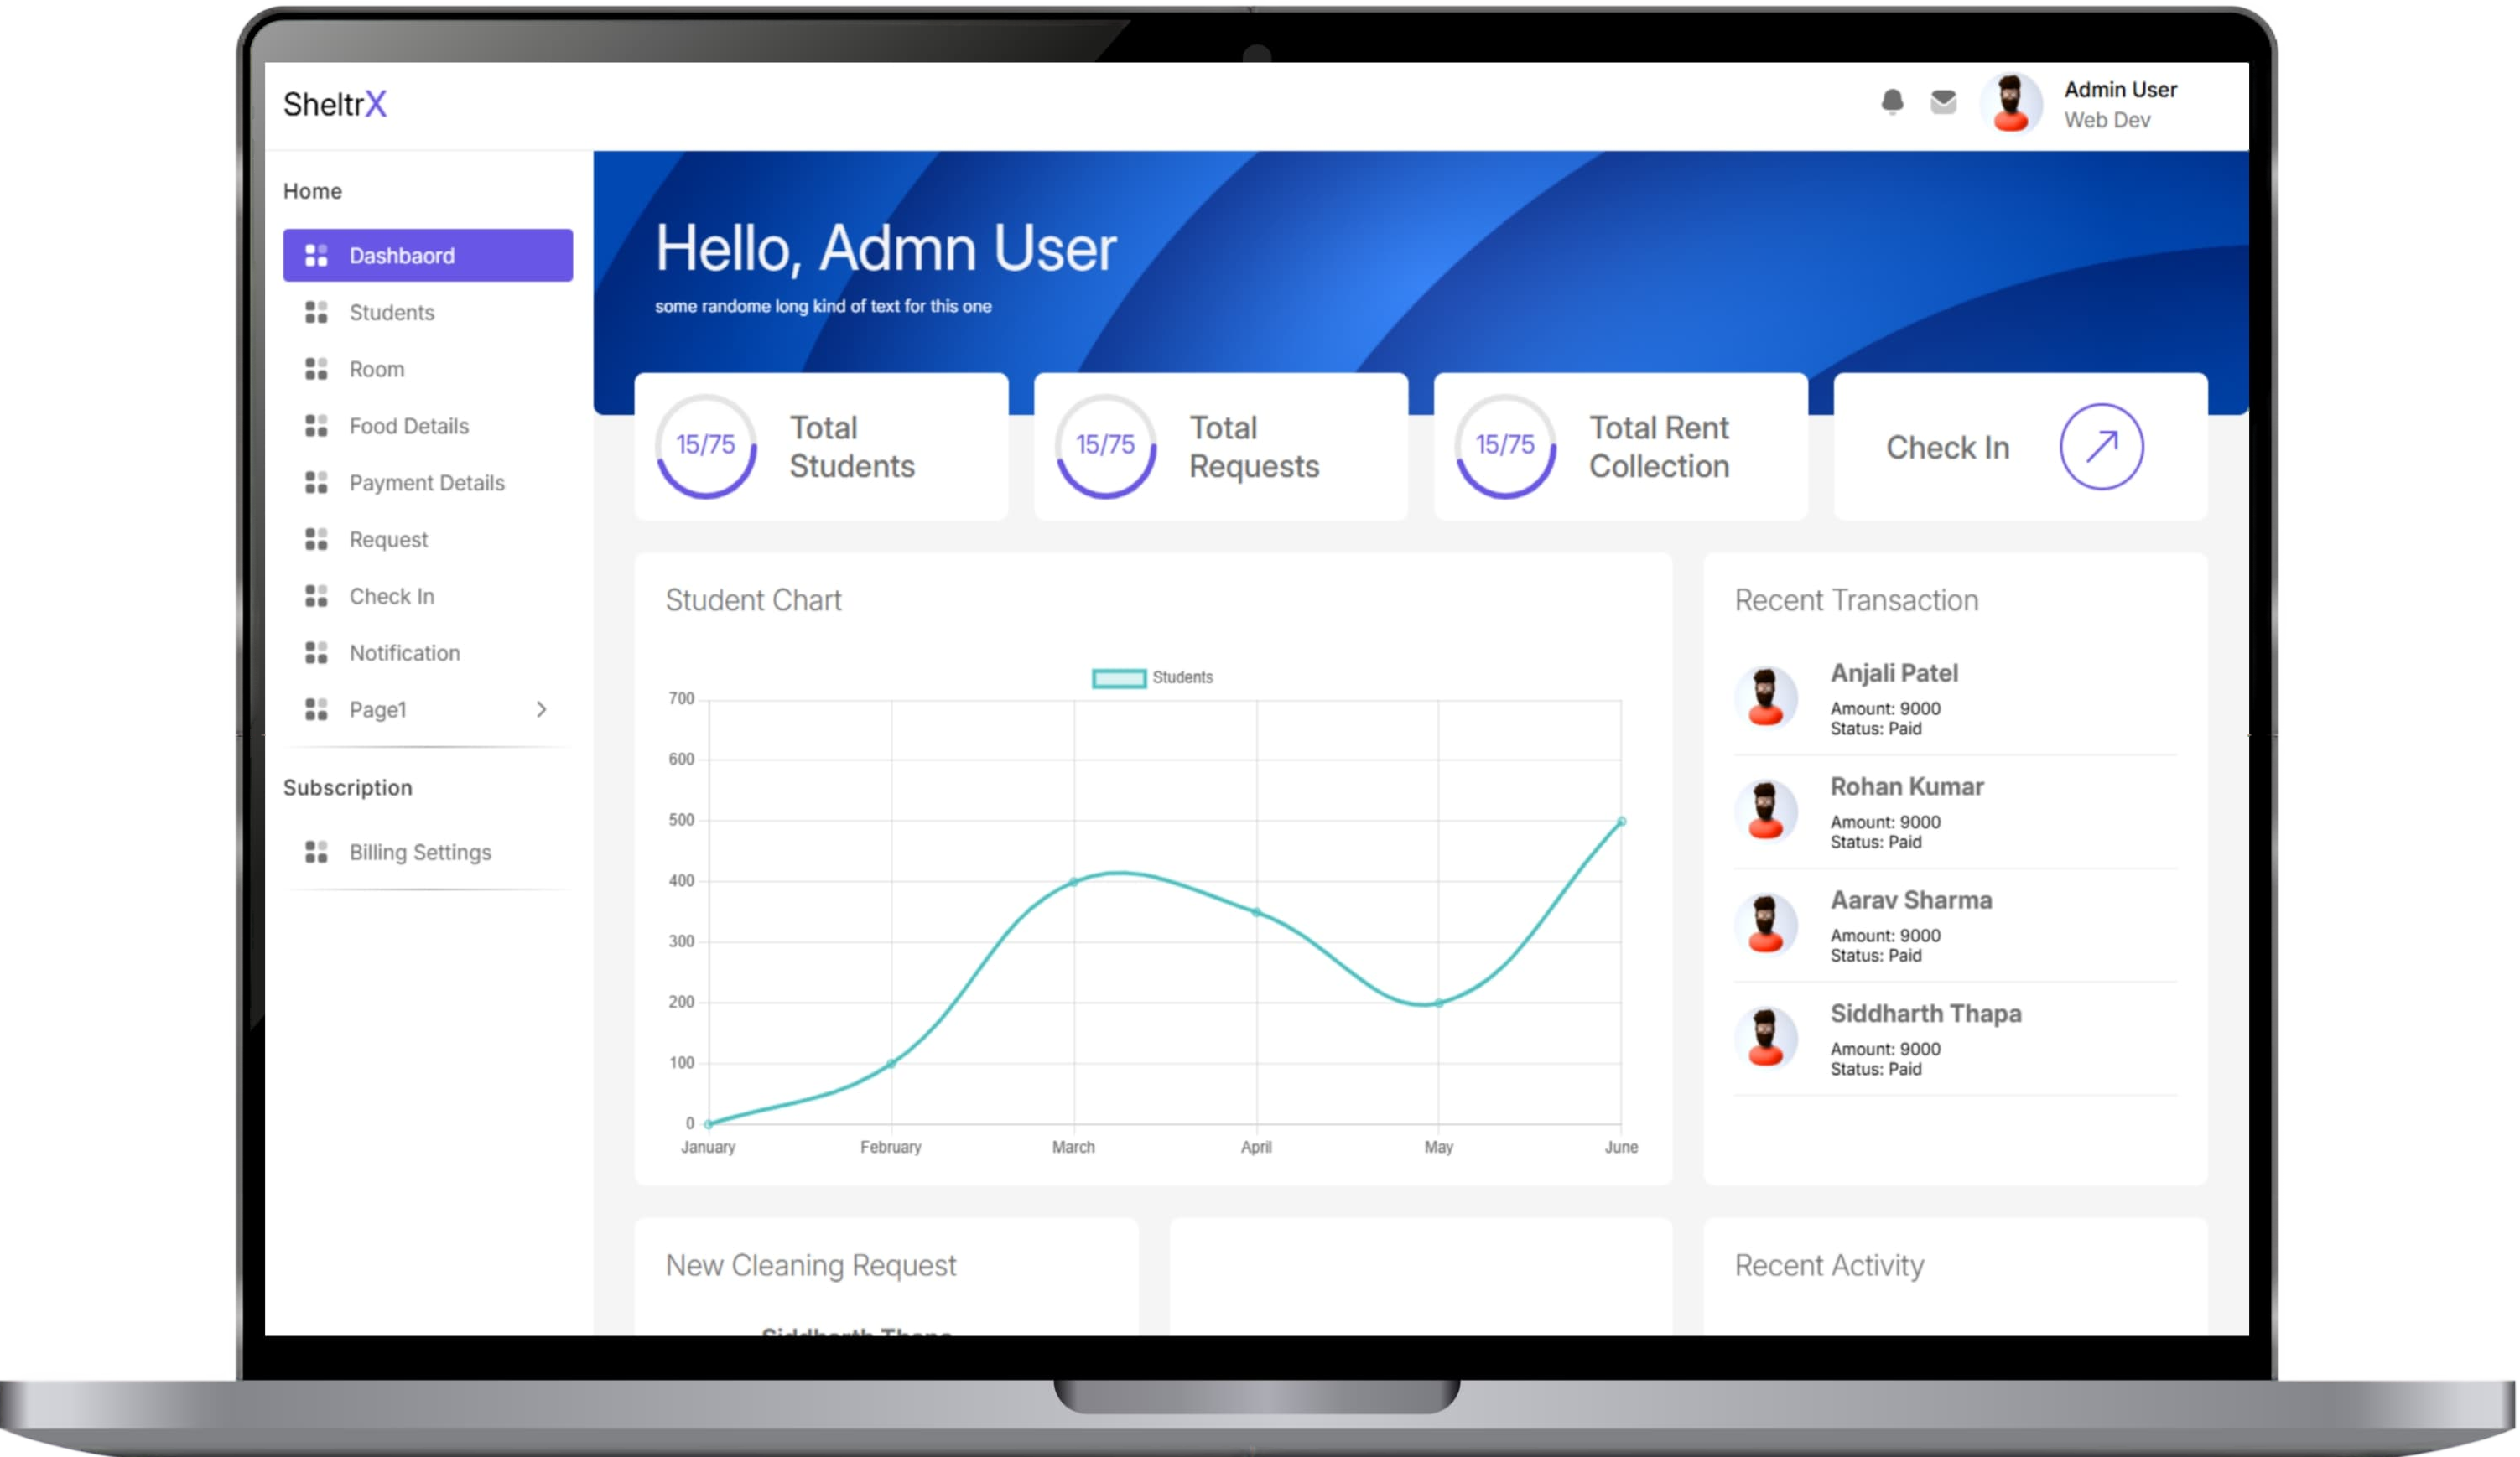 SheltrX
Admin User
Web Dev
Home
Dashbaord
Students
Room
Food Details
Payment Details
Request
Check In
Notification
Page1
Subscription
Billing Settings
Hello, Admn User
some randome long kind of text for this one
15/75
Total
Students
15/75
Total
Requests
15/75
Total Rent
Collection
Check In
Student Chart
Students
700
600
500
400
300
200
100
0
January February March April May June
Recent Transaction
Anjali Patel
Amount: 9000
Status: Paid
Rohan Kumar
Amount: 9000
Status: Paid
Aarav Sharma
Amount: 9000
Status: Paid
Siddharth Thapa
Amount: 9000
Status: Paid
New Cleaning Request
Siddharth Thapa
Recent Activity